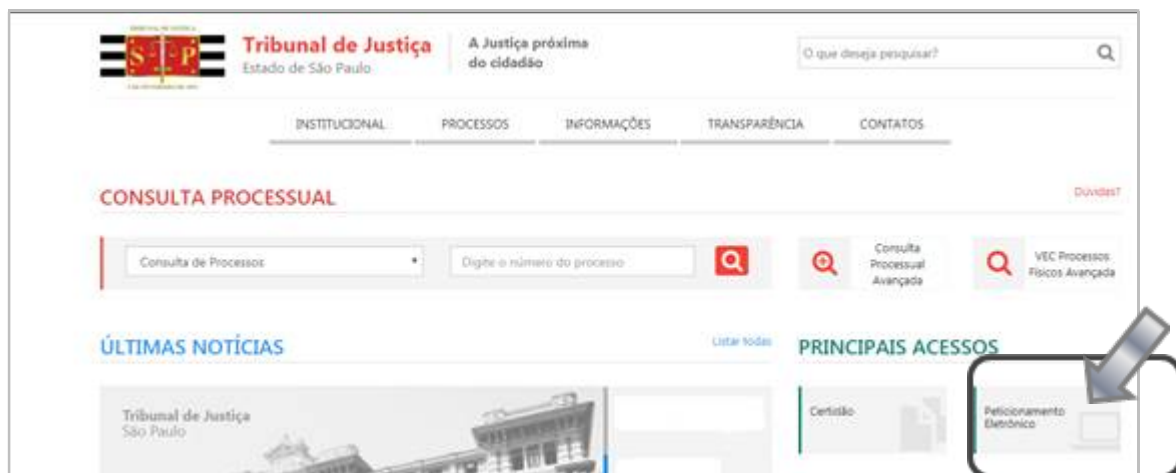 S T P
Tribunal de Justiça
Estado de São Paulo
A Justiça próxima
do cidadão
O que deseja pesquisar?
INSTITUCIONAL
PROCESSOS
INFORMAÇÕES
TRANSPARÊNCIA
CONTATOS
CONSULTA PROCESSUAL
Dúvidas?
Consulta de Processos
Digite o número do processo
Consulta
Processual
Avançada
VEC Processos
Físicos Avançada
ÚLTIMAS NOTÍCIAS
Listar todas
PRINCIPAIS ACESSOS
Tribunal de Justiça
São Paulo
Certidão
Peticionamento
Eletrônico